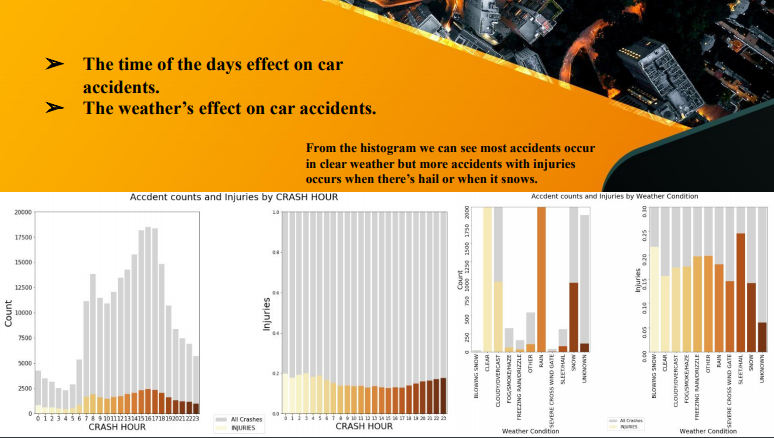 ➢ The time of the days effect on car
accidents.
➢ The weather’s effect on car accidents.
From the histogram we can see most accidents occur
in clear weather but more accidents with injuries
occurs when there’s hail or when it snows.
Accdent counts and Injuries by CRASH HOUR
20000
17500
15000
12500
10000
7500
5000
2500
0
Count
0 1 2 3 4 5 6 7 8 9 10 11 12 13 14 15 16 17 18 19 20 21 22 23
CRASH HOUR
All Crashes
INJURIES
1.0
0.8
0.6
0.4
0.2
0.0
Injuries
0 1 2 3 4 5 6 7 8 9 10 11 12 13 14 15 16 17 18 19 20 21 22 23
CRASH HOUR
Accdent counts and Injuries by Weather Condition
2000
1750
1500
1250
1000
750
500
250
0
Count
BLOWING SNOW
CLEAR
CLOUDY/OVERCAST
FOG/SMOKE/HAZE
FREEZING RAIN/DRIZZLE
OTHER
RAIN
SEVERE CROSS WIND GATE
SLEET/HAIL
SNOW
UNKNOWN
Weather Condition
All Crashes
INJURIES
0.30
0.25
0.20
0.15
0.10
0.05
0.00
Injuries
BLOWING SNOW
CLEAR
CLOUDY/OVERCAST
FOG/SMOKE/HAZE
FREEZING RAIN/DRIZZLE
OTHER
RAIN
SEVERE CROSS WIND GATE
SLEET/HAIL
SNOW
UNKNOWN
Weather Condition